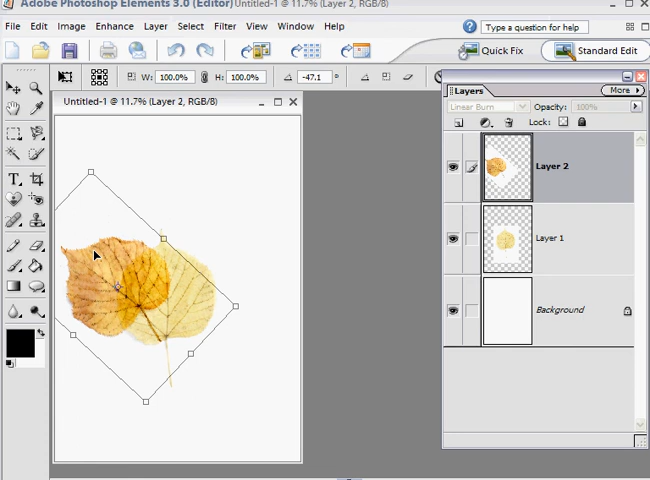 Adobe Photoshop Elements 3.0 (Editor) Untitled-1 @ 11.7% (Layer 2, RGB/8)
File Edit Image Enhance Layer Select Filter View Window Help
Type a question for help
Quick Fix Standard Edit
W: 100.0% H: 100.0% -47.1 °
Untitled-1 @ 11.7% (Layer 2, RGB/8)
Layers More
Linear Burn Opacity: 100%
Lock:
Layer 2
Layer 1
Background
T